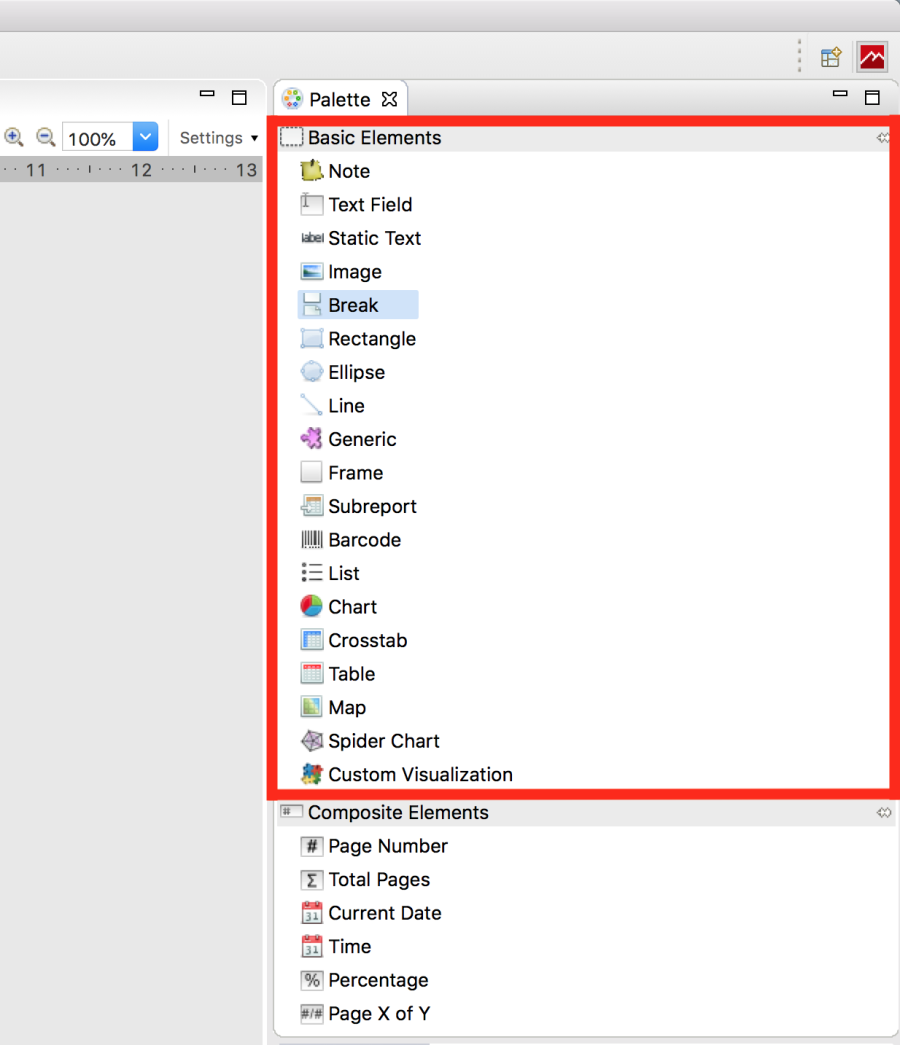 Palette
100%
Settings
11 12 13
Basic Elements
Note
Text Field
label Static Text
Image
Break
Rectangle
Ellipse
Line
Generic
Frame
Subreport
Barcode
List
Chart
Crosstab
Table
Map
Spider Chart
Custom Visualization
# Composite Elements
# Page Number
Σ Total Pages
31 Current Date
31 Time
% Percentage
#/# Page X of Y